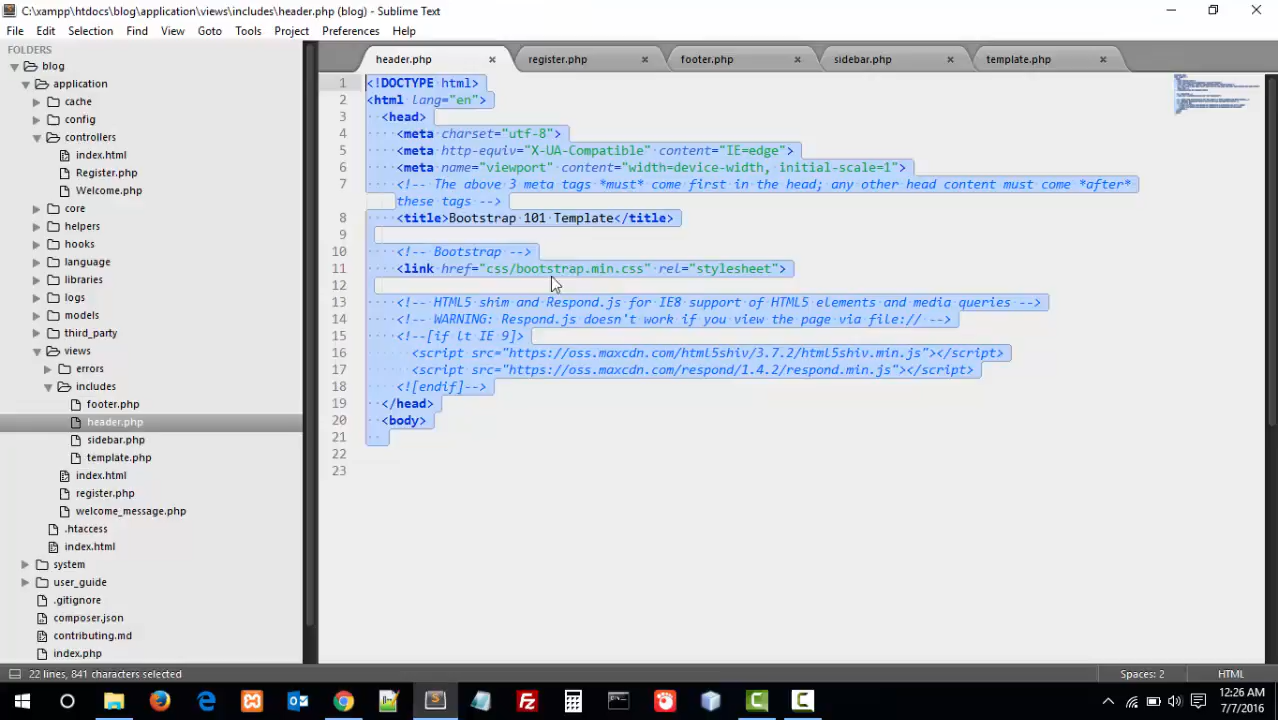 C:\xampp\htdocs\blog\application\views\includes\header.php (blog) - Sublime Text
File Edit Selection Find View Goto Tools Project Preferences Help
FOLDERS
blog
application
cache
config
controllers
index.html
Register.php
Welcome.php
core
helpers
hooks
language
libraries
logs
models
third_party
views
errors
includes
footer.php
header.php
sidebar.php
template.php
index.html
register.php
welcome_message.php
.htaccess
index.html
system
user_guide
.gitignore
composer.json
contributing.md
index.php
header.php register.php footer.php sidebar.php template.php
1 <!DOCTYPE html>
2 <html lang="en">
3 <head>
4 <meta charset="utf-8">
5 <meta http-equiv="X-UA-Compatible" content="IE=edge">
6 <meta name="viewport" content="width=device-width, initial-scale=1">
7 <!-- The above 3 meta tags *must* come first in the head; any other head content must come *after*
these tags -->
8 <title>Bootstrap 101 Template</title>
9
10 <!-- Bootstrap -->
11 <link href="css/bootstrap.min.css" rel="stylesheet">
12
13 <!-- HTML5 shim and Respond.js for IE8 support of HTML5 elements and media queries -->
14 <!-- WARNING: Respond.js doesn't work if you view the page via file:// -->
15 <!--[if lt IE 9]>
16 <script src="https://oss.maxcdn.com/html5shiv/3.7.2/html5shiv.min.js"></script>
17 <script src="https://oss.maxcdn.com/respond/1.4.2/respond.min.js"></script>
18 <![endif]-->
19 </head>
20 <body>
21
22
23
22 lines, 841 characters selected Spaces: 2 HTML
12:26 AM
7/7/2016